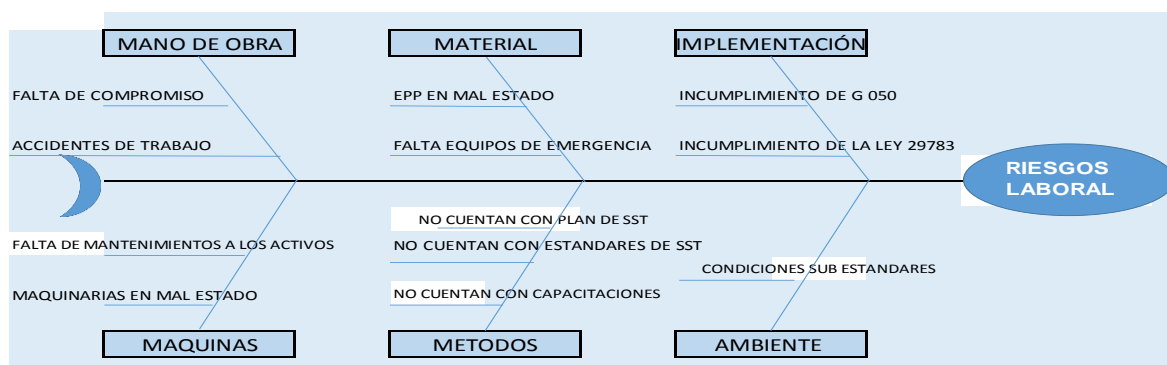 MANO DE OBRA
MATERIAL
IMPLEMENTACIÓN
FALTA DE COMPROMISO
EPP EN MAL ESTADO
INCUMPLIMIENTO DE G 050
ACCIDENTES DE TRABAJO
FALTA EQUIPOS DE EMERGENCIA
INCUMPLIMIENTO DE LA LEY 29783
RIESGOS
LABORAL
NO CUENTAN CON PLAN DE SST
FALTA DE MANTENIMIENTOS A LOS ACTIVOS
NO CUENTAN CON ESTANDARES DE SST
CONDICIONES SUB ESTANDARES
MAQUINARIAS EN MAL ESTADO
NO CUENTAN CON CAPACITACIONES
MAQUINAS
METODOS
AMBIENTE